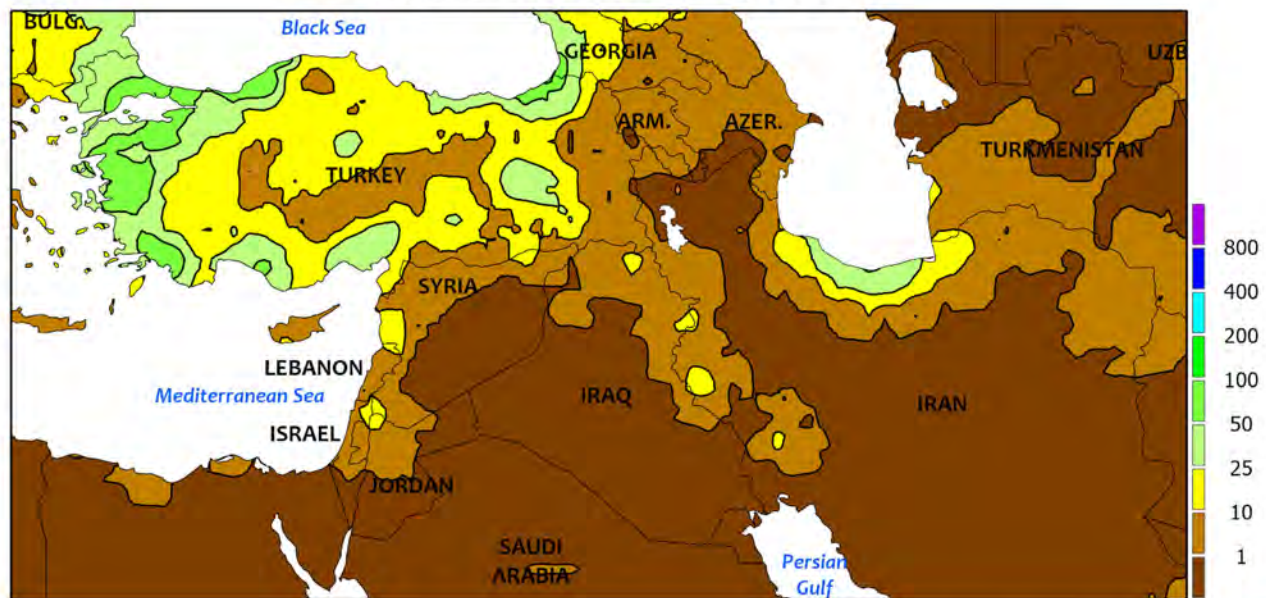 BULG.
Black Sea
GEORGIA
UZB
ARM.
AZER.
TURKMENISTAN
TURKEY
SYRIA
LEBANON
Mediterranean Sea
IRAQ
IRAN
ISRAEL
JORDAN
SAUDI
ARABIA
Persian
Gulf
800
400
200
100
50
25
10
1